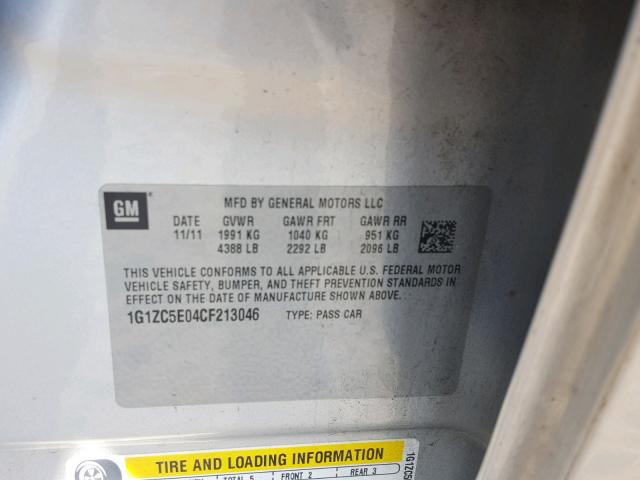 GM
MFD BY GENERAL MOTORS LLC
DATE GVWR GAWR FRT GAWR RR
11/11 1991 KG 1040 KG 951 KG
4388 LB 2292 LB 2096 LB
THIS VEHICLE CONFORMS TO ALL APPLICABLE U.S. FEDERAL MOTOR
VEHICLE SAFETY, BUMPER, AND THEFT PREVENTION STANDARDS
IN EFFECT ON THE DATE OF MANUFACTURE SHOWN ABOVE.
1G1ZC5E04CF213046 TYPE: PASS CAR
TIRE AND LOADING INFORMATION
TOTAL 5 FRONT 2 REAR 3
1G1ZC5